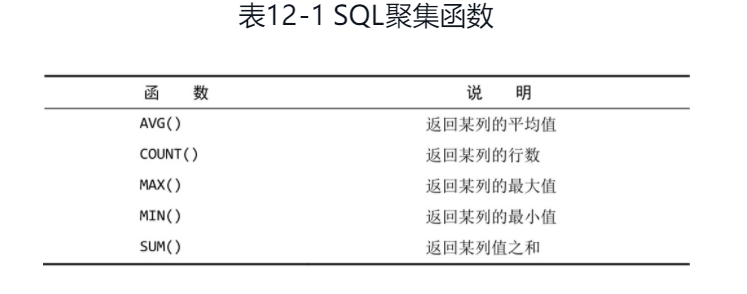 表12-1 SQL聚集函数
函 数 说 明
AVG() 返回某列的平均值
COUNT() 返回某列的行数
MAX() 返回某列的最大值
MIN() 返回某列的最小值
SUM() 返回某列值之和